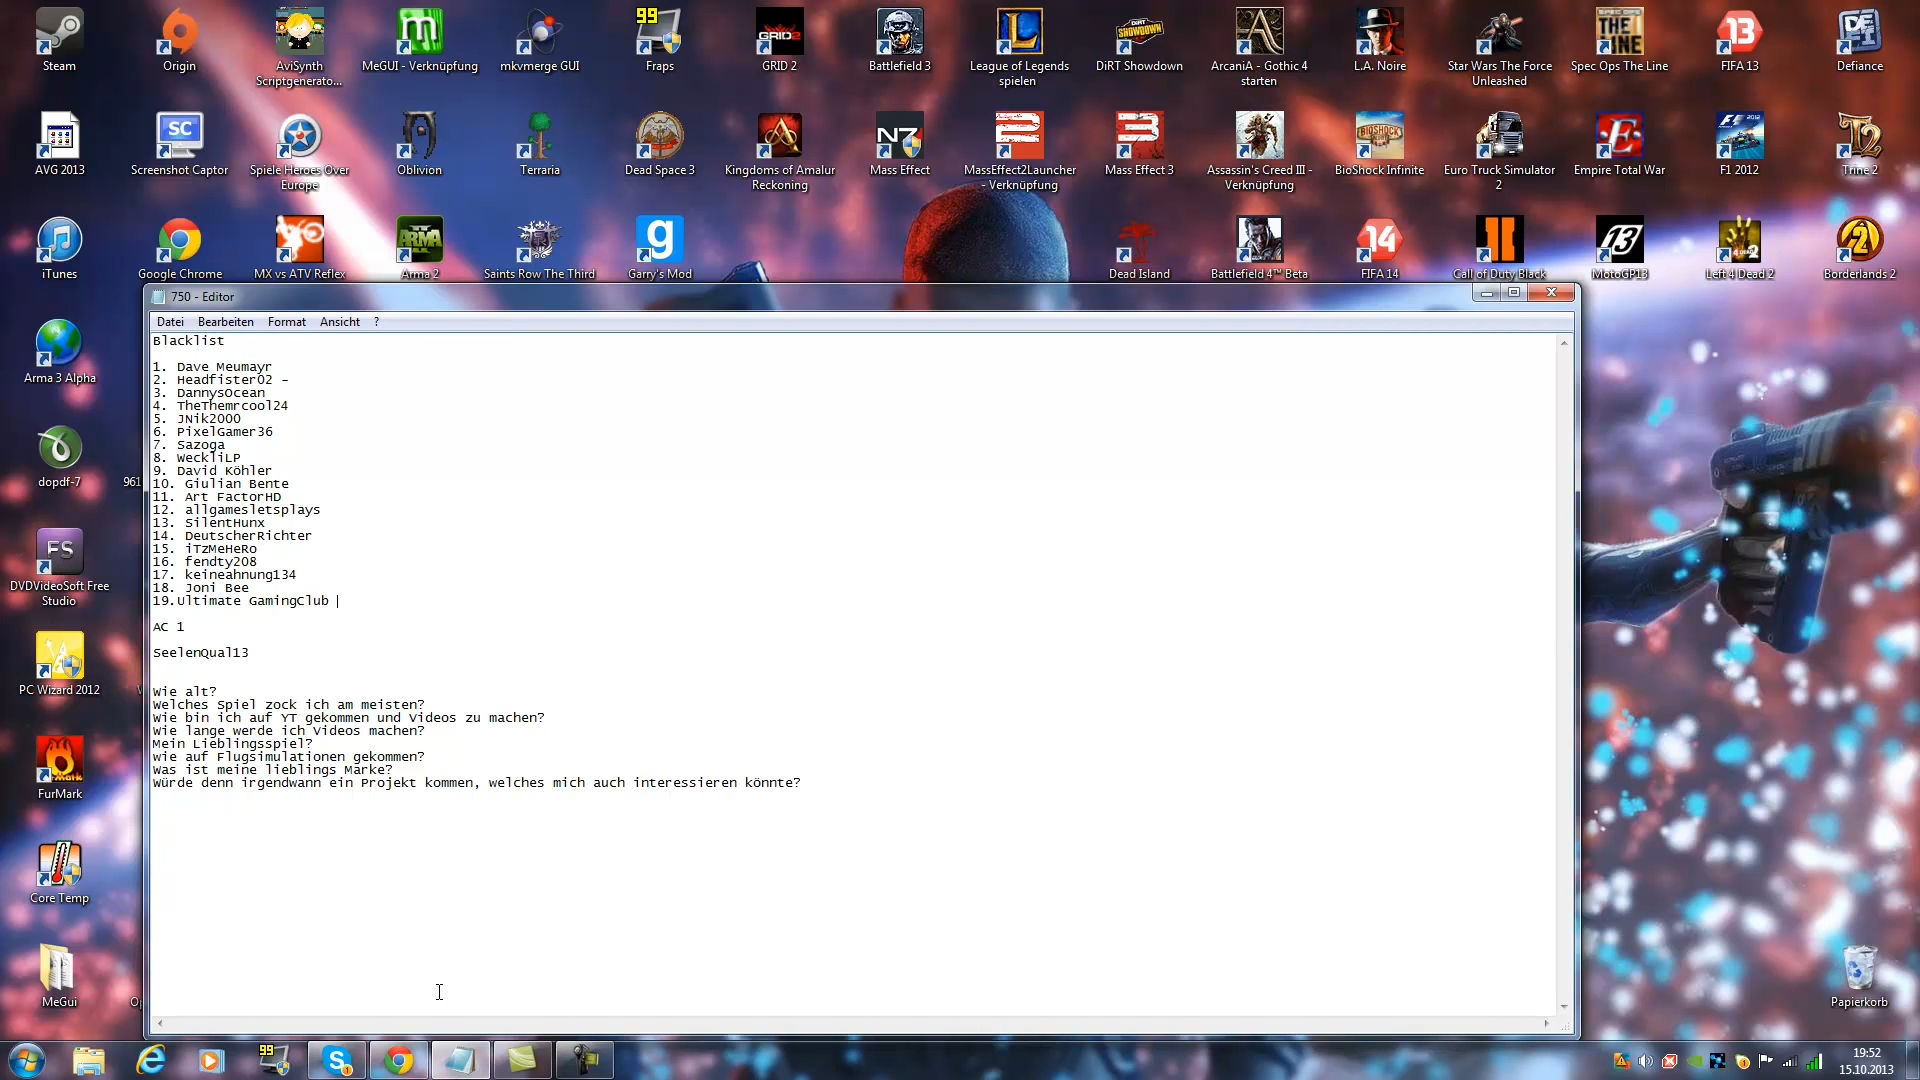 Steam
Origin
AviSynth Scriptgenerato...
MeGUI - Verknüpfung
mkvmerge GUI
99
Fraps
GRID 2
Battlefield 3
League of Legends spielen
DiRT Showdown
ArcaniA - Gothic 4 starten
L.A. Noire
Star Wars The Force Unleashed
Spec Ops The Line
FIFA 13
Defiance
AVG 2013
Screenshot Captor
Spiele Heroes Over Europe
Oblivion
Terraria
Dead Space 3
Kingdoms of Amalur Reckoning
Mass Effect
MassEffect2Launcher - Verknüpfung
Mass Effect 3
Assassin's Creed III - Verknüpfung
BioShock Infinite
Euro Truck Simulator 2
Empire Total War
F1 2012
Trine 2
iTunes
Google Chrome
MX vs ATV Reflex
Arma 2
Saints Row The Third
Garry's Mod
Dead Island
Battlefield 4™ Beta
FIFA 14
Call of Duty Black
MotoGP13
Left 4 Dead 2
Borderlands 2
Arma 3 Alpha
dopdf-7
961
DVDVideoSoft Free Studio
PC Wizard 2012
FurMark
Core Temp
MeGui
Papierkorb
750 - Editor
Datei Bearbeiten Format Ansicht ?
Blacklist
1. Dave Meumayr
2. Headfister02 -
3. DannysOcean
4. TheThemrcool24
5. JNik2000
6. PixelGamer36
7. Sazoga
8. WeckliLP
9. David Köhler
10. Giulian Bente
11. Art FactorHD
12. allgamesletsplays
13. SilentHunx
14. DeutscherRichter
15. iTzMeHeRo
16. fendty208
17. keineahnung134
18. Joni Bee
19.Ultimate GamingClub
AC 1
SeelenQual13
Wie alt?
Welches Spiel zock ich am meisten?
Wie bin ich auf YT gekommen und Videos zu machen?
Wie lange werde ich Videos machen?
Mein Lieblingsspiel?
Wie auf Flugsimulationen gekommen?
Was ist meine lieblings Marke?
Würde denn irgendwann ein Projekt kommen, welches mich auch interessieren könnte?
99
19:52
15.10.2013